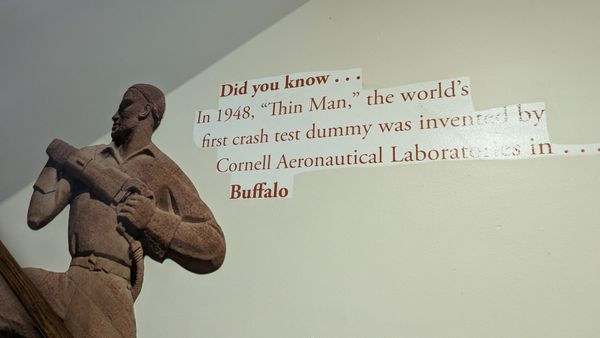 Did you know . . .
In 1948, “Thin Man,” the world’s
first crash test dummy was invented by
Cornell Aeronautical Laboratories in . . . .
Buffalo